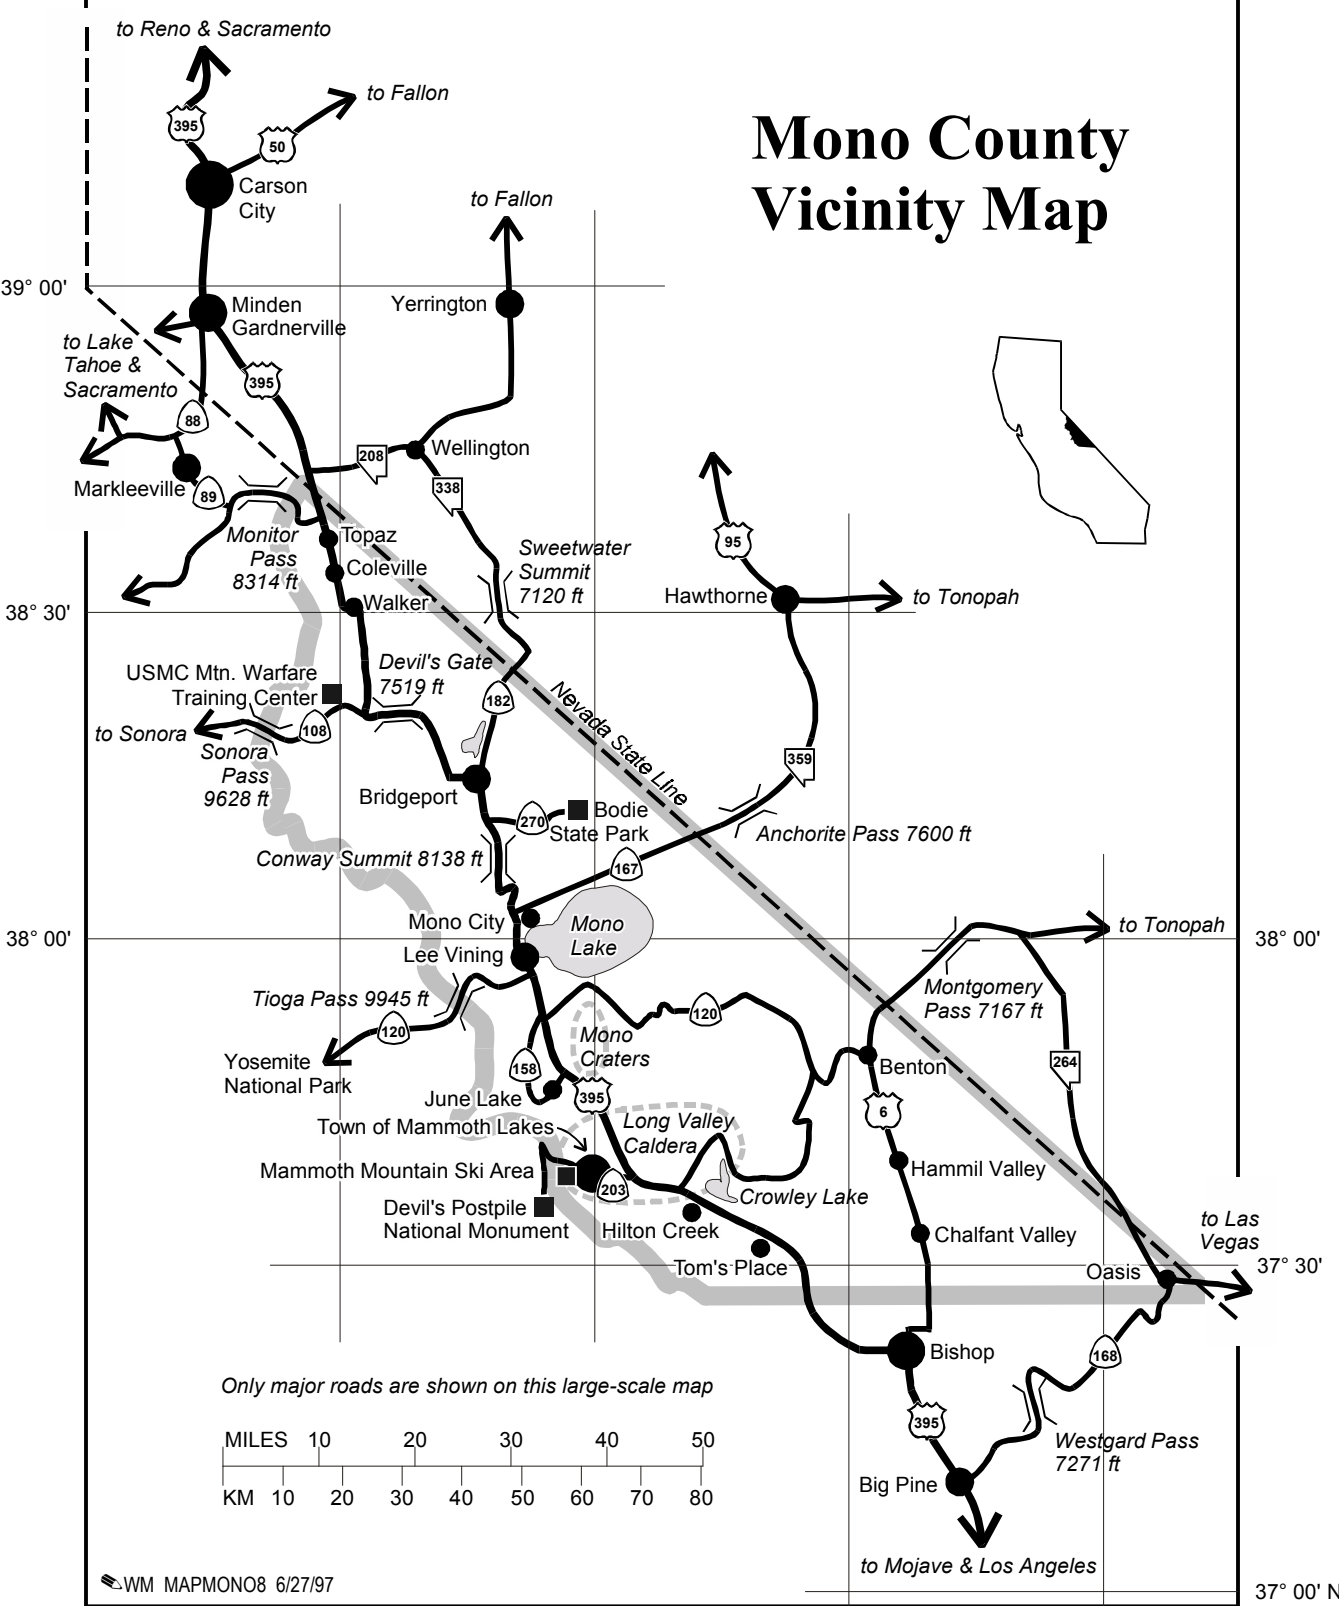 to Reno & Sacramento
to Fallon
395
50
Mono County
Vicinity Map
Carson
City
to Fallon
39° 00'
Minden
Gardnerville
Yerrington
to Lake
Tahoe &
Sacramento
395
88
Wellington
208
338
Markleeville
89
Monitor
Pass
8314 ft
Topaz
Coleville
Walker
Sweetwater
Summit
7120 ft
95
Hawthorne
to Tonopah
38° 30'
USMC Mtn. Warfare
Training Center
Devil's Gate
7519 ft
182
Nevada State Line
108
to Sonora
Sonora
Pass
9628 ft
359
Bridgeport
270
Bodie
State Park
Anchorite Pass 7600 ft
Conway Summit 8138 ft
167
Mono City
Mono
Lake
Lee Vining
38° 00'
to Tonopah
38° 00'
Tioga Pass 9945 ft
120
Montgomery
Pass 7167 ft
120
Mono
Craters
Yosemite
National Park
158
Benton
264
June Lake
395
6
Town of Mammoth Lakes
Long Valley
Caldera
Mammoth Mountain Ski Area
203
Hammil Valley
Crowley Lake
Devil's Postpile
National Monument
Hilton Creek
Chalfant Valley
to Las
Vegas
Tom's Place
Oasis
37° 30'
Bishop
168
Only major roads are shown on this large-scale map
395
MILES 10 20 30 40 50
KM 10 20 30 40 50 60 70 80
Westgard Pass
7271 ft
Big Pine
to Mojave & Los Angeles
WM MAPMONO8 6/27/97
37° 00' N